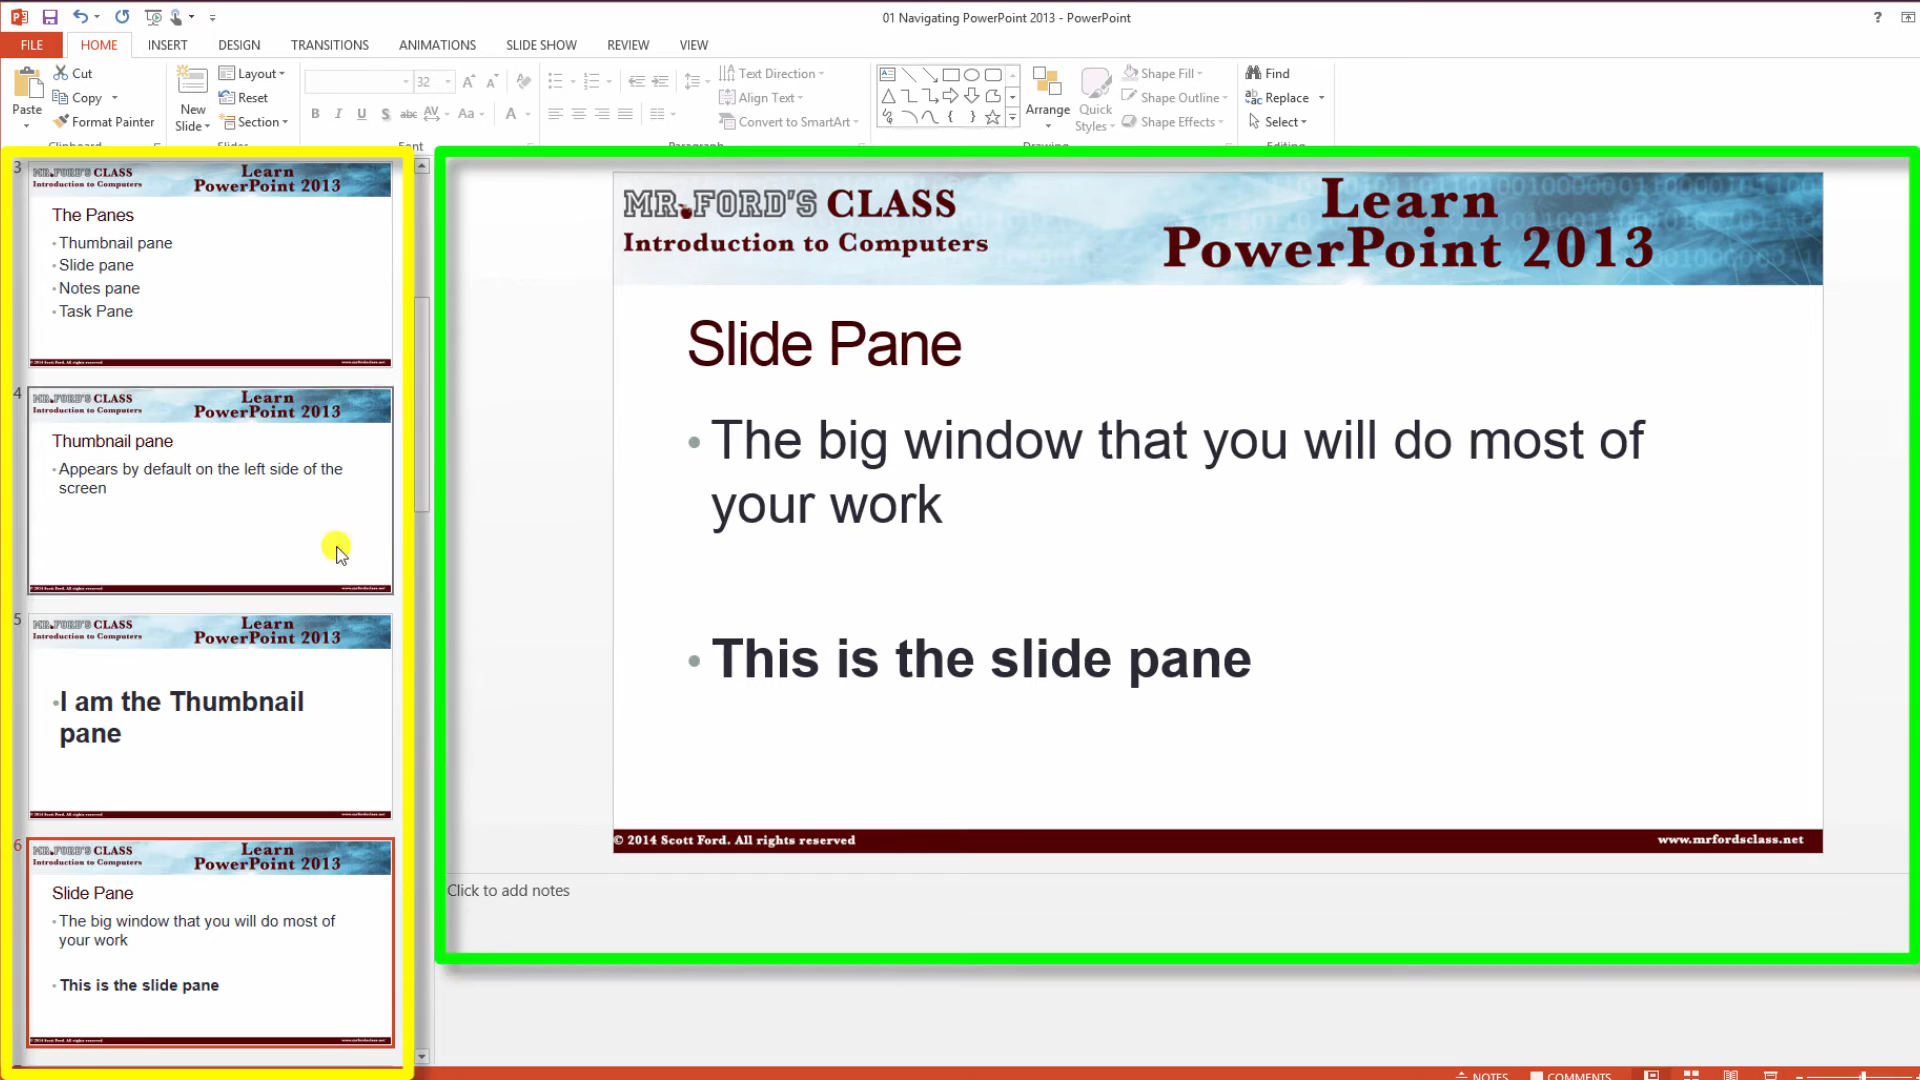 01 Navigating PowerPoint 2013 - PowerPoint
?
FILE
HOME
INSERT
DESIGN
TRANSITIONS
ANIMATIONS
SLIDE SHOW
REVIEW
VIEW
Paste
Cut
Copy
Format Painter
New
Slide
Layout
Reset
Section
32
B I U S abc AV Aa A
Text Direction
Align Text
Convert to SmartArt
Arrange
Quick
Styles
Shape Fill
Shape Outline
Shape Effects
Find
Replace
Select
3
MR.FORD'S CLASS
Introduction to Computers
Learn
PowerPoint 2013
The Panes
Thumbnail pane
Slide pane
Notes pane
Task Pane
© 2014 Scott Ford. All rights reserved
www.mrfordsclass.net
4
MR.FORD'S CLASS
Introduction to Computers
Learn
PowerPoint 2013
Thumbnail pane
Appears by default on the left side of the
screen
© 2014 Scott Ford. All rights reserved
www.mrfordsclass.net
5
MR.FORD'S CLASS
Introduction to Computers
Learn
PowerPoint 2013
I am the Thumbnail
pane
© 2014 Scott Ford. All rights reserved
www.mrfordsclass.net
6
MR.FORD'S CLASS
Introduction to Computers
Learn
PowerPoint 2013
Slide Pane
The big window that you will do most of
your work
This is the slide pane
© 2014 Scott Ford. All rights reserved
www.mrfordsclass.net
MR.FORD'S CLASS
Introduction to Computers
Learn
PowerPoint 2013
Slide Pane
• The big window that you will do most of
your work
• This is the slide pane
© 2014 Scott Ford. All rights reserved
www.mrfordsclass.net
Click to add notes
NOTES
COMMENTS